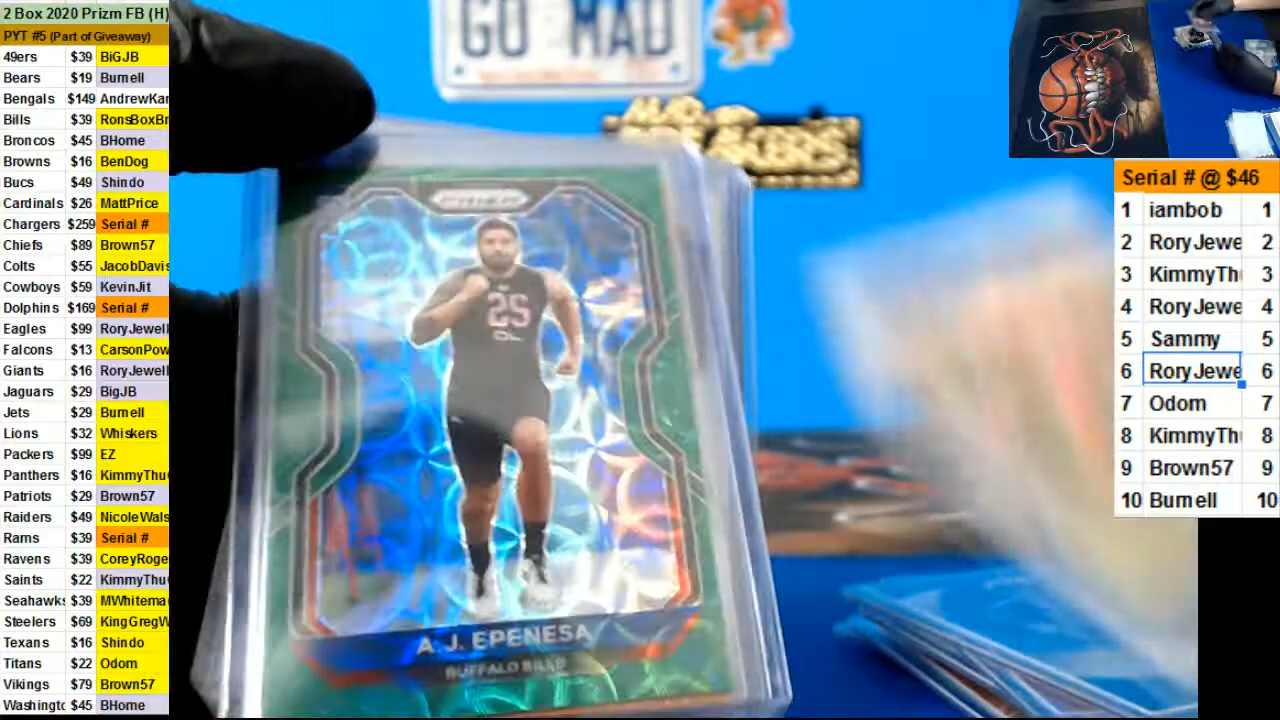 2 Box 2020 Prizm FB (H)
PYT #5 (Part of Giveaway)
49ers $39 BiGJB
Bears $19 Burnell
Bengals $149 AndrewKar
Bills $39 RonsBoxBr
Broncos $45 BHome
Browns $16 BenDog
Bucs $49 Shindo
Cardinals $26 MattPrice
Chargers $259 Serial #
Chiefs $89 Brown57
Colts $55 JacobDavis
Cowboys $59 KevinJit
Dolphins $169 Serial #
Eagles $99 RoryJewell
Falcons $13 CarsonPow
Giants $16 RoryJewell
Jaguars $29 BigJB
Jets $29 Burnell
Lions $32 Whiskers
Packers $99 EZ
Panthers $16 KimmyThu
Patriots $29 Brown57
Raiders $49 NicoleWals
Rams $39 Serial #
Ravens $39 CoreyRoge
Saints $22 KimmyThu
Seahawks $39 MWhitema
Steelers $69 KingGregW
Texans $16 Shindo
Titans $22 Odom
Vikings $79 Brown57
Washingto $45 BHome
GO MAD
PRIZM
25
OL
A.J. EPENESA
BUFFALO BILLS
Serial # @ $46
1 iambob 1
2 RoryJewe 2
3 KimmyTh 3
4 RoryJewe 4
5 Sammy 5
6 RoryJewe 6
7 Odom 7
8 KimmyTh 8
9 Brown57 9
10 Burnell 10